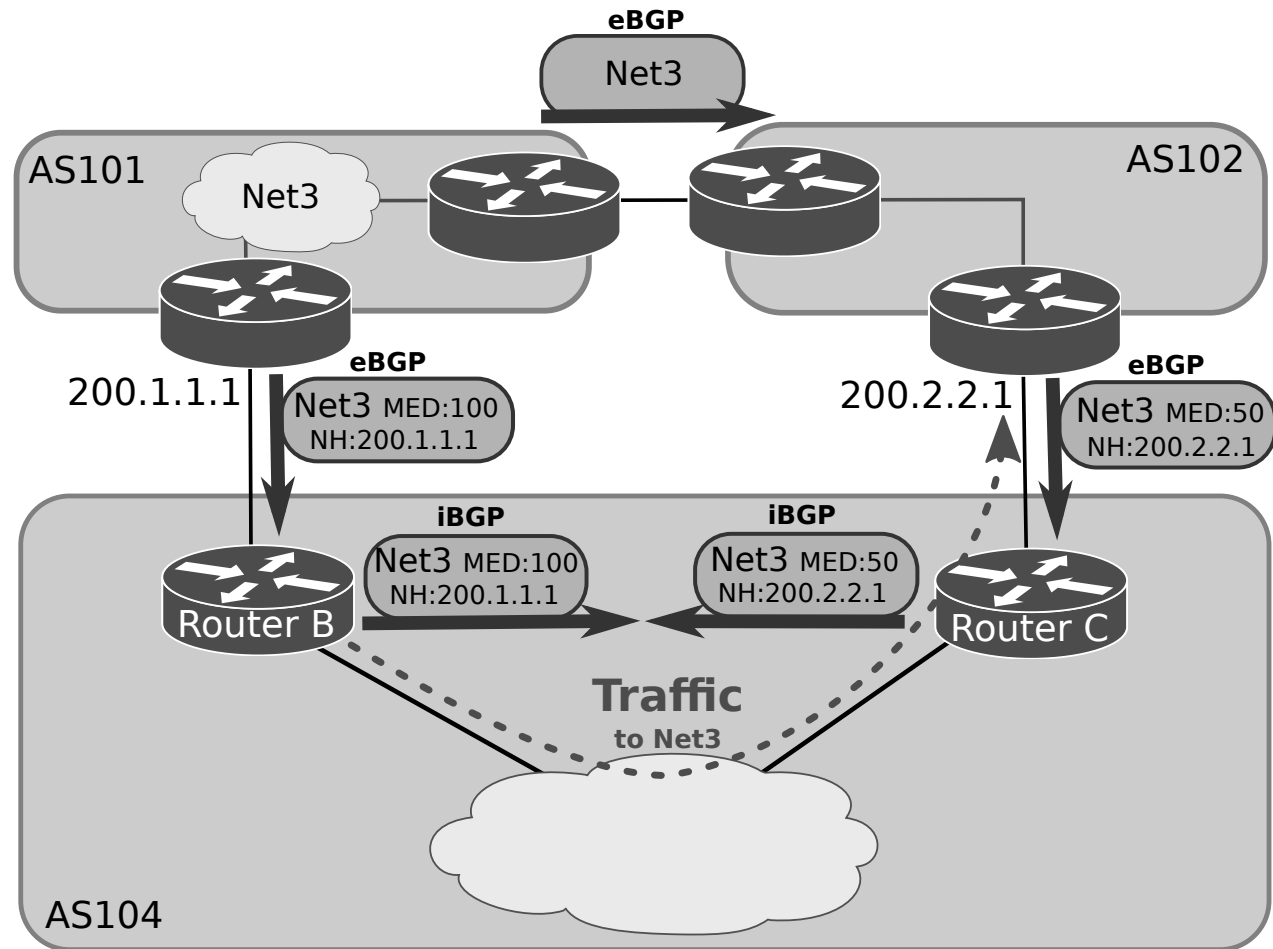 eBGP
Net3
AS101
AS102
Net3
200.1.1.1
eBGP
Net3 MED:100
NH:200.1.1.1
200.2.2.1
eBGP
Net3 MED:50
NH:200.2.2.1
iBGP
Net3 MED:100
NH:200.1.1.1
iBGP
Net3 MED:50
NH:200.2.2.1
Router B
Router C
Traffic
to Net3
AS104